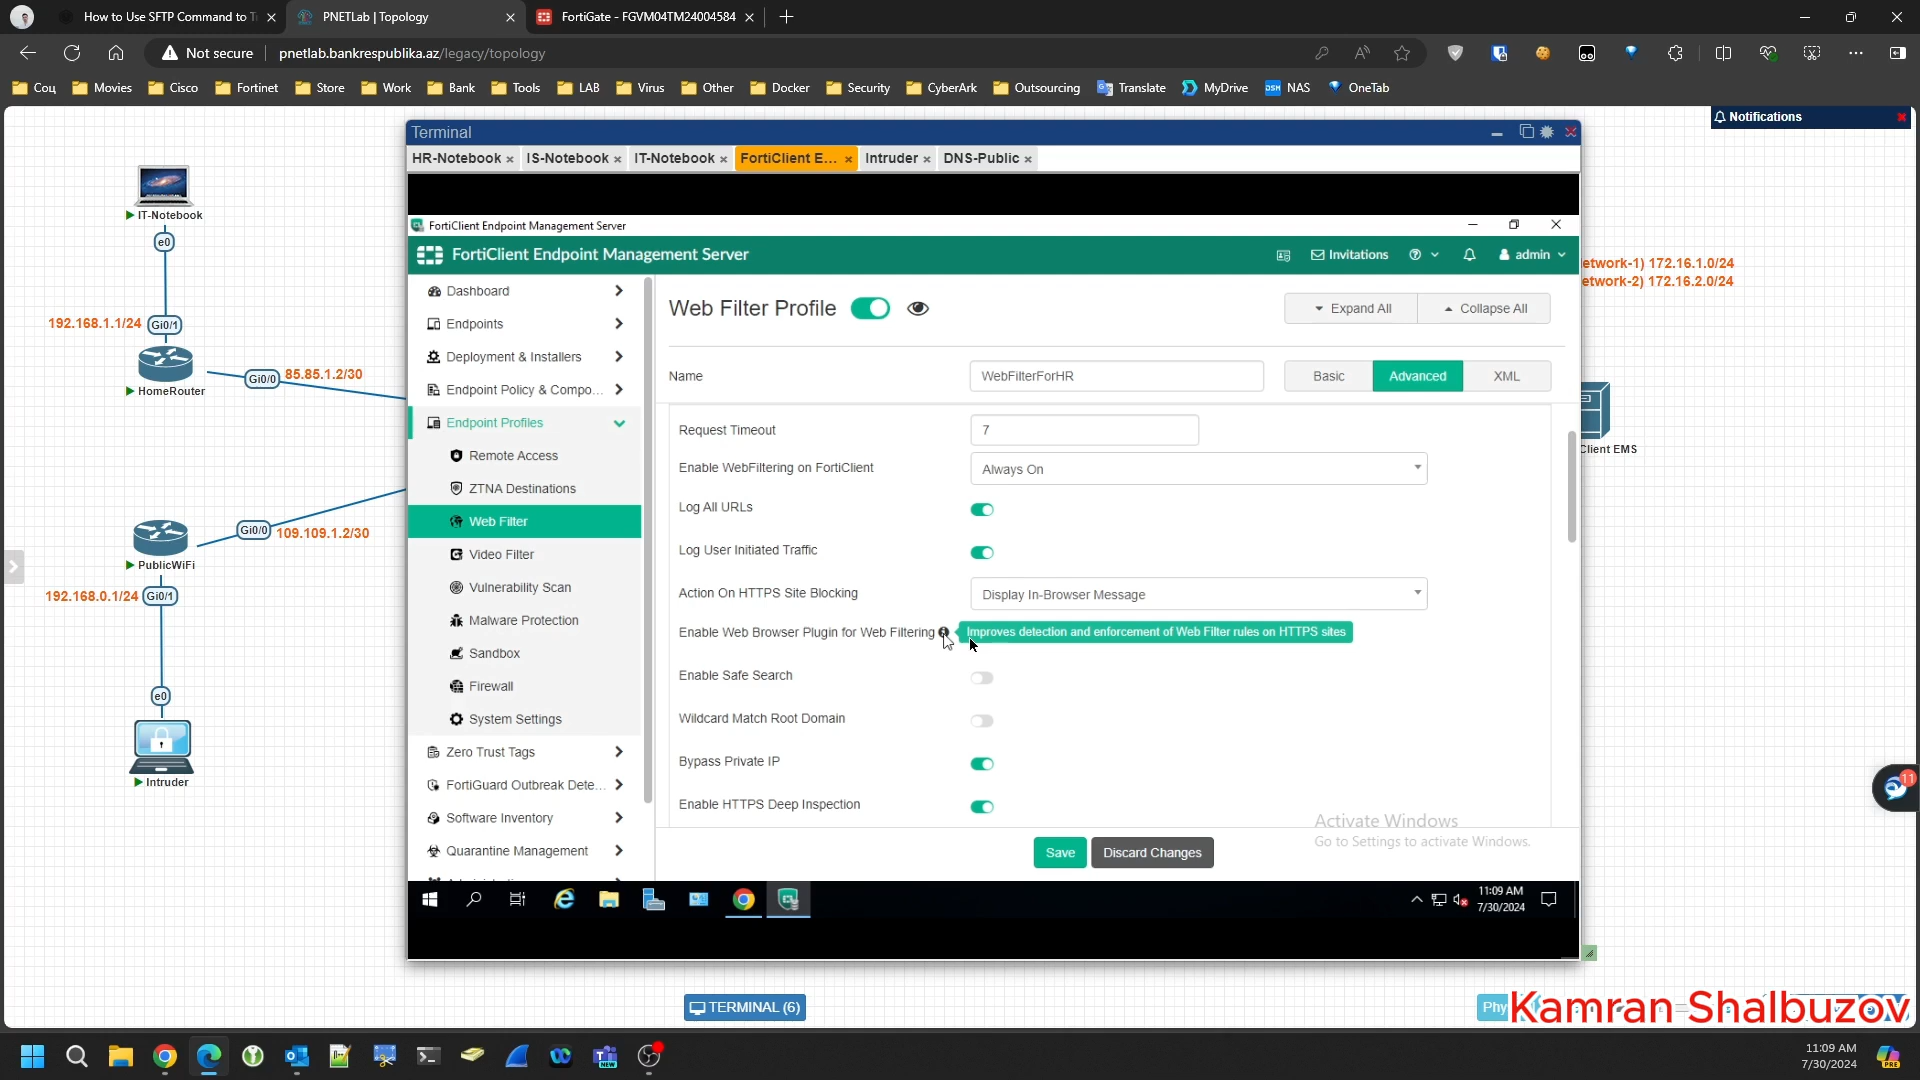 How to Use SFTP Command to T
PNETLab | Topology
FortiGate - FGVM04TM24004584
Not secure
pnetlab.bankrespublika.az/legacy/topology
Соц
Movies
Cisco
Fortinet
Store
Work
Bank
Tools
LAB
Virus
Other
Docker
Security
CyberArk
Outsourcing
Translate
MyDrive
NAS
OneTab
Notifications
Terminal
HR-Notebook
IS-Notebook
IT-Notebook
FortiClient E...
Intruder
DNS-Public
IT-Notebook
e0
192.168.1.1/24
Gi0/1
HomeRouter
Gi0/0
85.85.1.2/30
PublicWiFi
Gi0/0
109.109.1.2/30
192.168.0.1/24
Gi0/1
e0
Intruder
etwork-1) 172.16.1.0/24
etwork-2) 172.16.2.0/24
Client EMS
FortiClient Endpoint Management Server
FortiClient Endpoint Management Server
Invitations
admin
Dashboard
Endpoints
Deployment & Installers
Endpoint Policy & Compo...
Endpoint Profiles
Remote Access
ZTNA Destinations
Web Filter
Video Filter
Vulnerability Scan
Malware Protection
Sandbox
Firewall
System Settings
Zero Trust Tags
FortiGuard Outbreak Dete...
Software Inventory
Quarantine Management
Web Filter Profile
Expand All
Collapse All
Name
WebFilterForHR
Basic
Advanced
XML
Request Timeout
7
Enable WebFiltering on FortiClient
Always On
Log All URLs
Log User Initiated Traffic
Action On HTTPS Site Blocking
Display In-Browser Message
Enable Web Browser Plugin for Web Filtering
Improves detection and enforcement of Web Filter rules on HTTPS sites
Enable Safe Search
Wildcard Match Root Domain
Bypass Private IP
Enable HTTPS Deep Inspection
Activate Windows
Go to Settings to activate Windows.
Save
Discard Changes
11:09 AM
7/30/2024
11
TERMINAL (6)
Phy
Kamran Shalbuzov
11:09 AM
7/30/2024